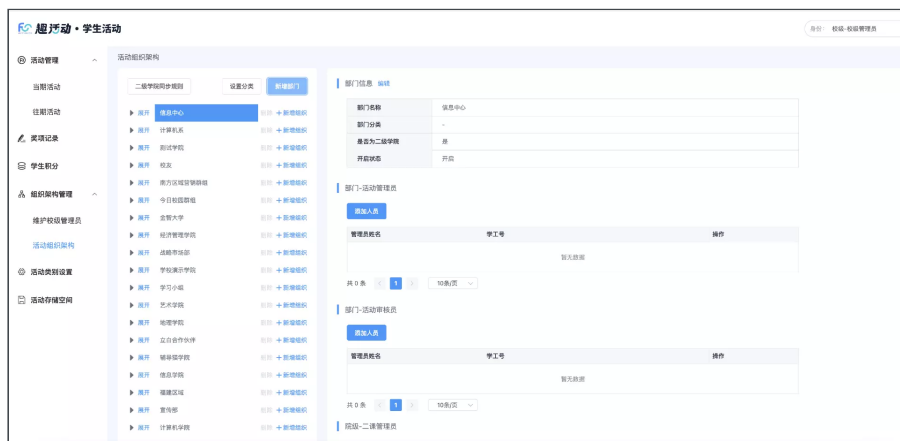 趣活动·学生活动
身份: 校级-校级管理员
活动管理
当期活动
往期活动
奖项记录
学生积分
组织架构管理
维护校级管理员
活动组织架构
活动类别设置
活动存储空间
活动组织架构
二级学院同步规则 设置分类 新增部门
展开 信息中心 删除 +新增组织
展开 计算机系 删除 +新增组织
展开 测试学院 删除 +新增组织
展开 校友 删除 +新增组织
展开 南方区域营销群组 删除 +新增组织
展开 今日校园群组 删除 +新增组织
展开 金智大学 删除 +新增组织
展开 经济管理学院 删除 +新增组织
展开 战略市场部 删除 +新增组织
展开 学校演示学院 删除 +新增组织
展开 学习小组 删除 +新增组织
展开 艺术学院 删除 +新增组织
展开 地理学院 删除 +新增组织
展开 立白合作伙伴 删除 +新增组织
展开 辅导猫学院 删除 +新增组织
展开 信息学院 删除 +新增组织
展开 福建区域 删除 +新增组织
展开 宣传部 删除 +新增组织
展开 计算机学院 删除 +新增组织
部门信息 编辑
部门名称 信息中心
部门分类 -
是否为二级学院 是
开启状态 开启
部门-活动管理员
添加人员
管理员姓名 学工号 操作
暂无数据
共 0 条 < 1 > 10条/页
部门-活动审核员
添加人员
管理员姓名 学工号 操作
暂无数据
共 0 条 < 1 > 10条/页
院级-二课管理员